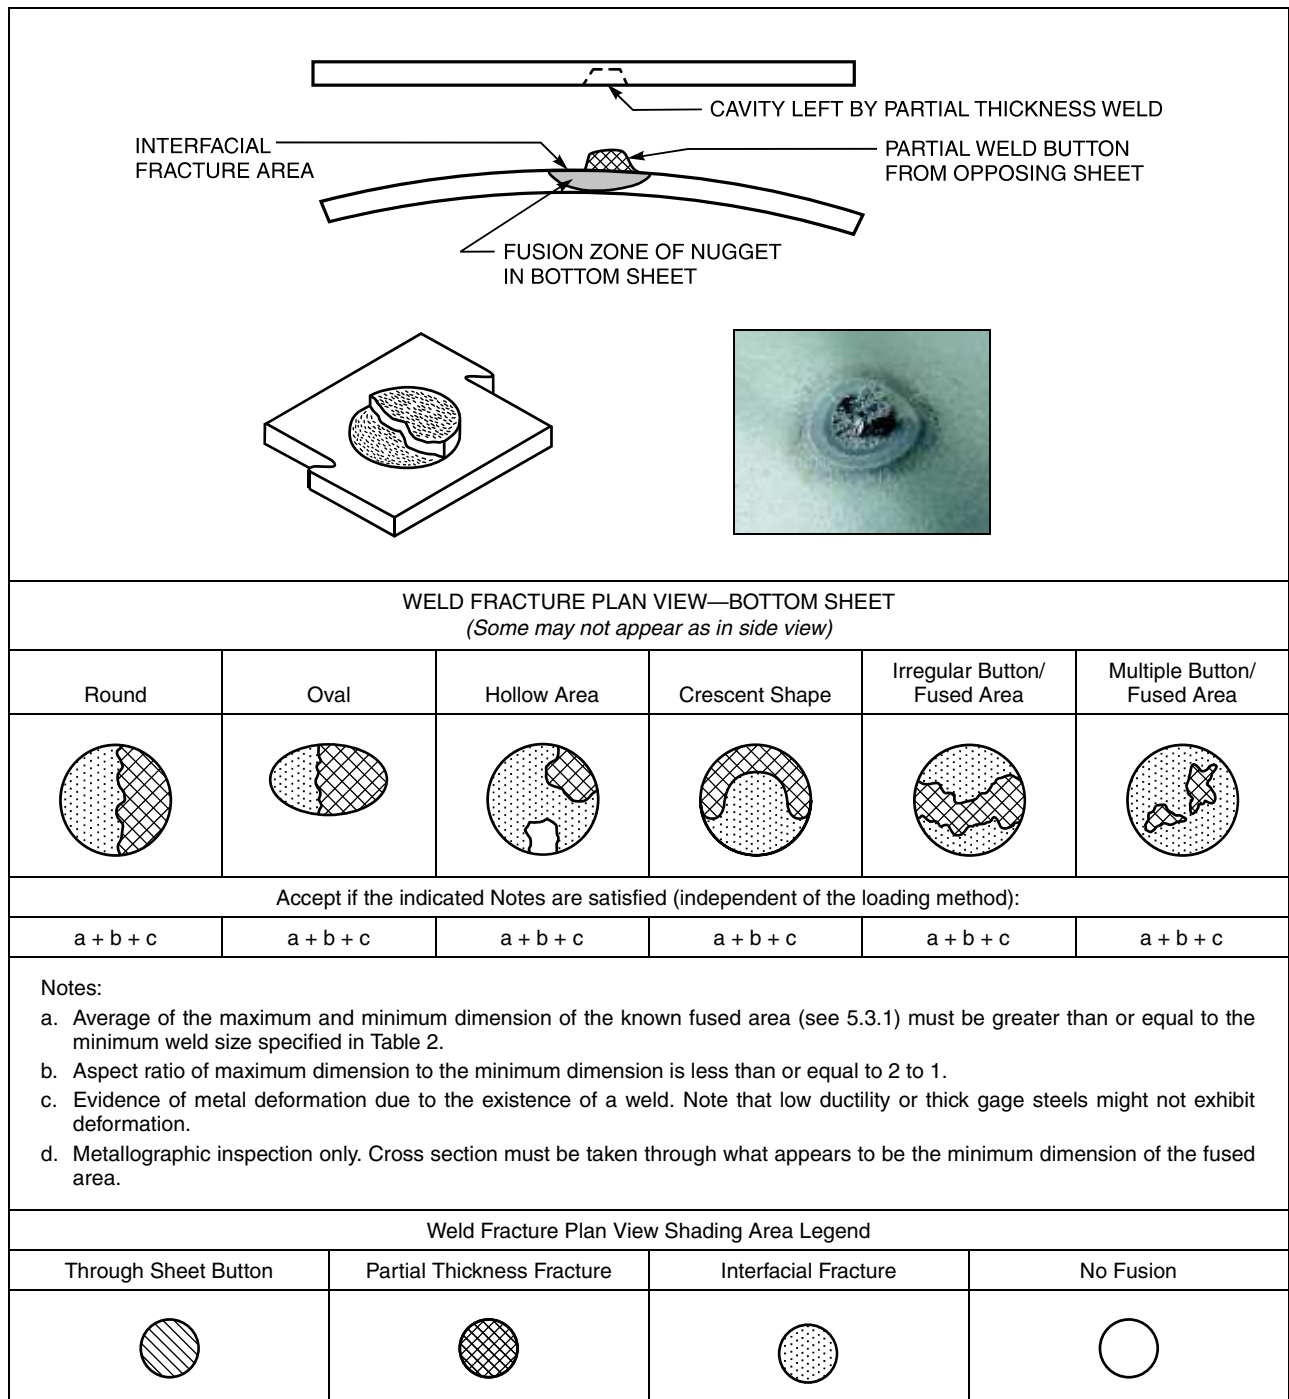 CAVITY LEFT BY PARTIAL THICKNESS WELD
INTERFACIAL
FRACTURE AREA
PARTIAL WELD BUTTON
FROM OPPOSING SHEET
FUSION ZONE OF NUGGET
IN BOTTOM SHEET
WELD FRACTURE PLAN VIEW—BOTTOM SHEET
(Some may not appear as in side view)
Round
Oval
Hollow Area
Crescent Shape
Irregular Button/
Fused Area
Multiple Button/
Fused Area
Accept if the indicated Notes are satisfied (independent of the loading method):
a + b + c
a + b + c
a + b + c
a + b + c
a + b + c
a + b + c
Notes:
a. Average of the maximum and minimum dimension of the known fused area (see 5.3.1) must be greater than or equal to the
minimum weld size specified in Table 2.
b. Aspect ratio of maximum dimension to the minimum dimension is less than or equal to 2 to 1.
c. Evidence of metal deformation due to the existence of a weld. Note that low ductility or thick gage steels might not exhibit
deformation.
d. Metallographic inspection only. Cross section must be taken through what appears to be the minimum dimension of the fused
area.
Weld Fracture Plan View Shading Area Legend
Through Sheet Button
Partial Thickness Fracture
Interfacial Fracture
No Fusion